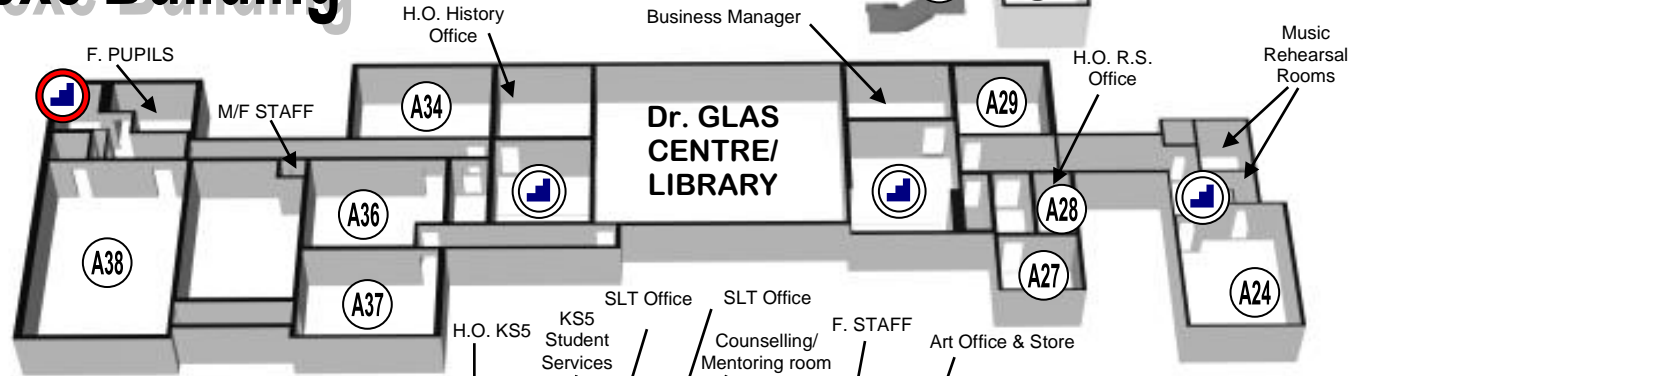 H.O. History
Office
Business Manager
Music
Rehearsal
Rooms
F. PUPILS
H.O. R.S.
Office
M/F STAFF
A34
Dr. GLAS
CENTRE/
LIBRARY
A29
A36
A28
A38
A37
A27
A24
SLT Office
SLT Office
H.O. KS5
KS5
Student
Services
Counselling/
Mentoring room
F. STAFF
Art Office & Store